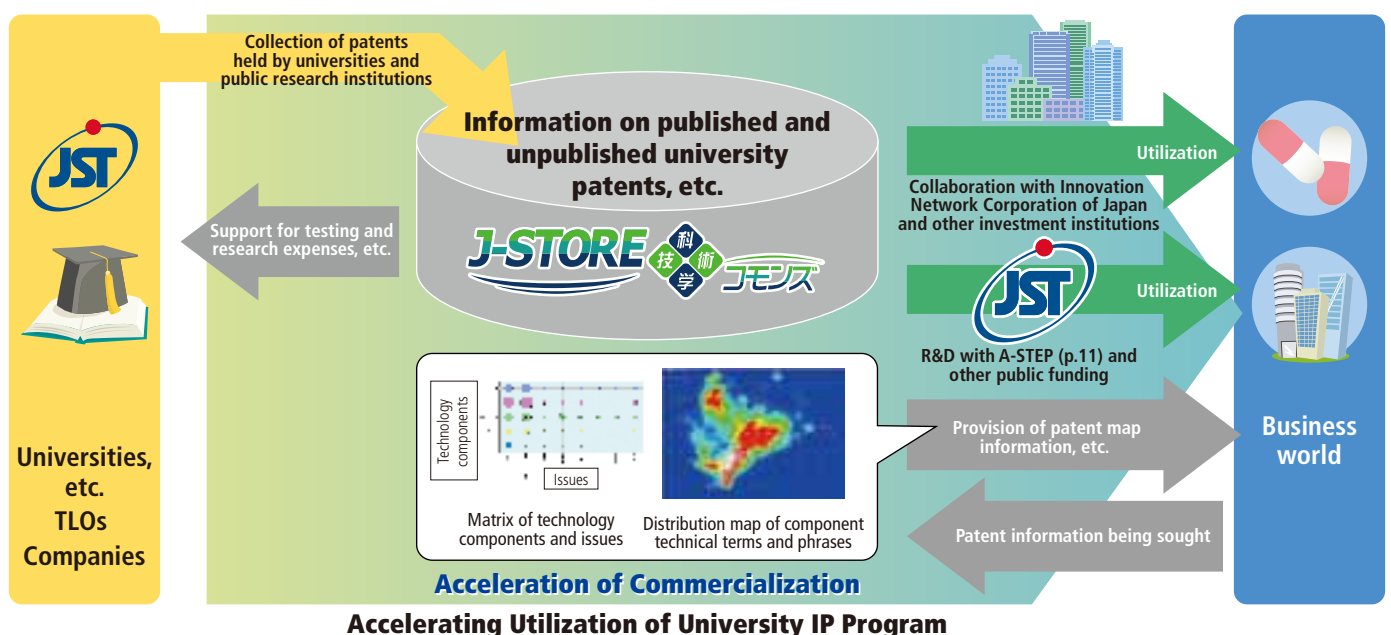 Collection of patents
held by universities and
public research institutions
JST
Universities,
etc.
TLOs
Companies
Support for testing and
research expenses, etc.
Information on published and
unpublished university
patents, etc.
J-STORE
科
技 術
学
コモンズ
Technology
components
Issues
Matrix of technology
components and issues
Distribution map of component
technical terms and phrases
Acceleration of Commercialization
Utilization
Collaboration with Innovation
Network Corporation of Japan
and other investment institutions
JST
Utilization
R&D with A-STEP (p.11) and
other public funding
Provision of patent map
information, etc.
Patent information being sought
Business
world
Accelerating Utilization of University IP Program